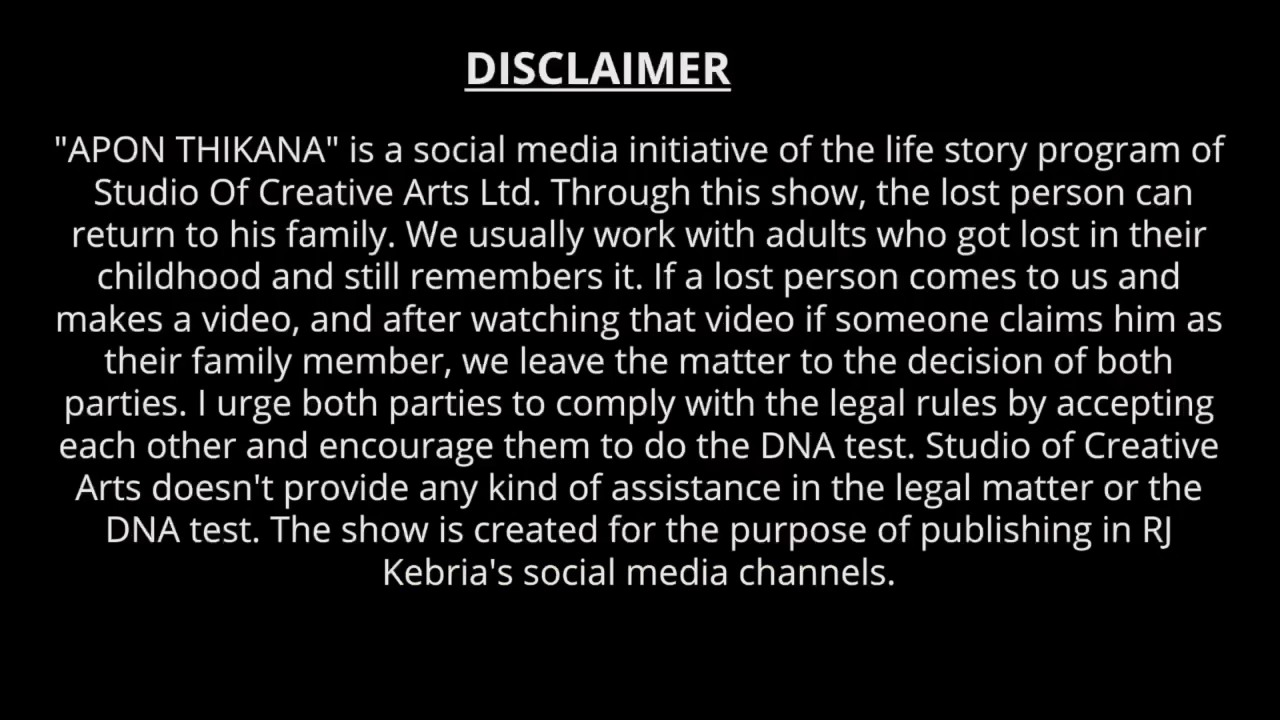 DISCLAIMER
"APON THIKANA" is a social media initiative of the life story program of
Studio Of Creative Arts Ltd. Through this show, the lost person can
return to his family. We usually work with adults who got lost in their
childhood and still remembers it. If a lost person comes to us and
makes a video, and after watching that video if someone claims him as
their family member, we leave the matter to the decision of both
parties. I urge both parties to comply with the legal rules by accepting
each other and encourage them to do the DNA test. Studio of Creative
Arts doesn't provide any kind of assistance in the legal matter or the
DNA test. The show is created for the purpose of publishing in RJ
Kebria's social media channels.